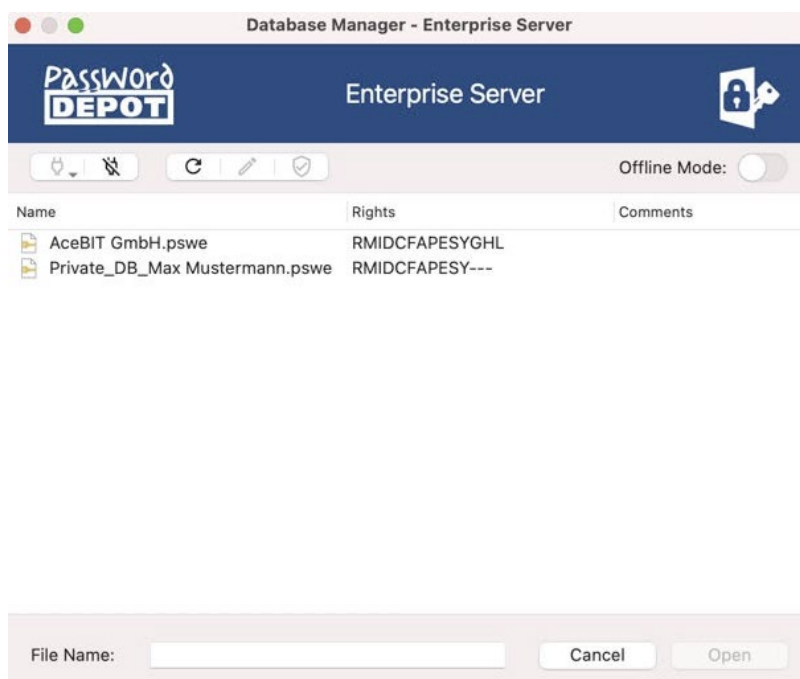 Database Manager - Enterprise Server
PassWord
DEPOT
Enterprise Server
Offline Mode:
Name Rights Comments
AceBIT GmbH.pswe RMIDCFAPESYGHL
Private_DB_Max Mustermann.pswe RMIDCFAPESY---
File Name: Cancel Open